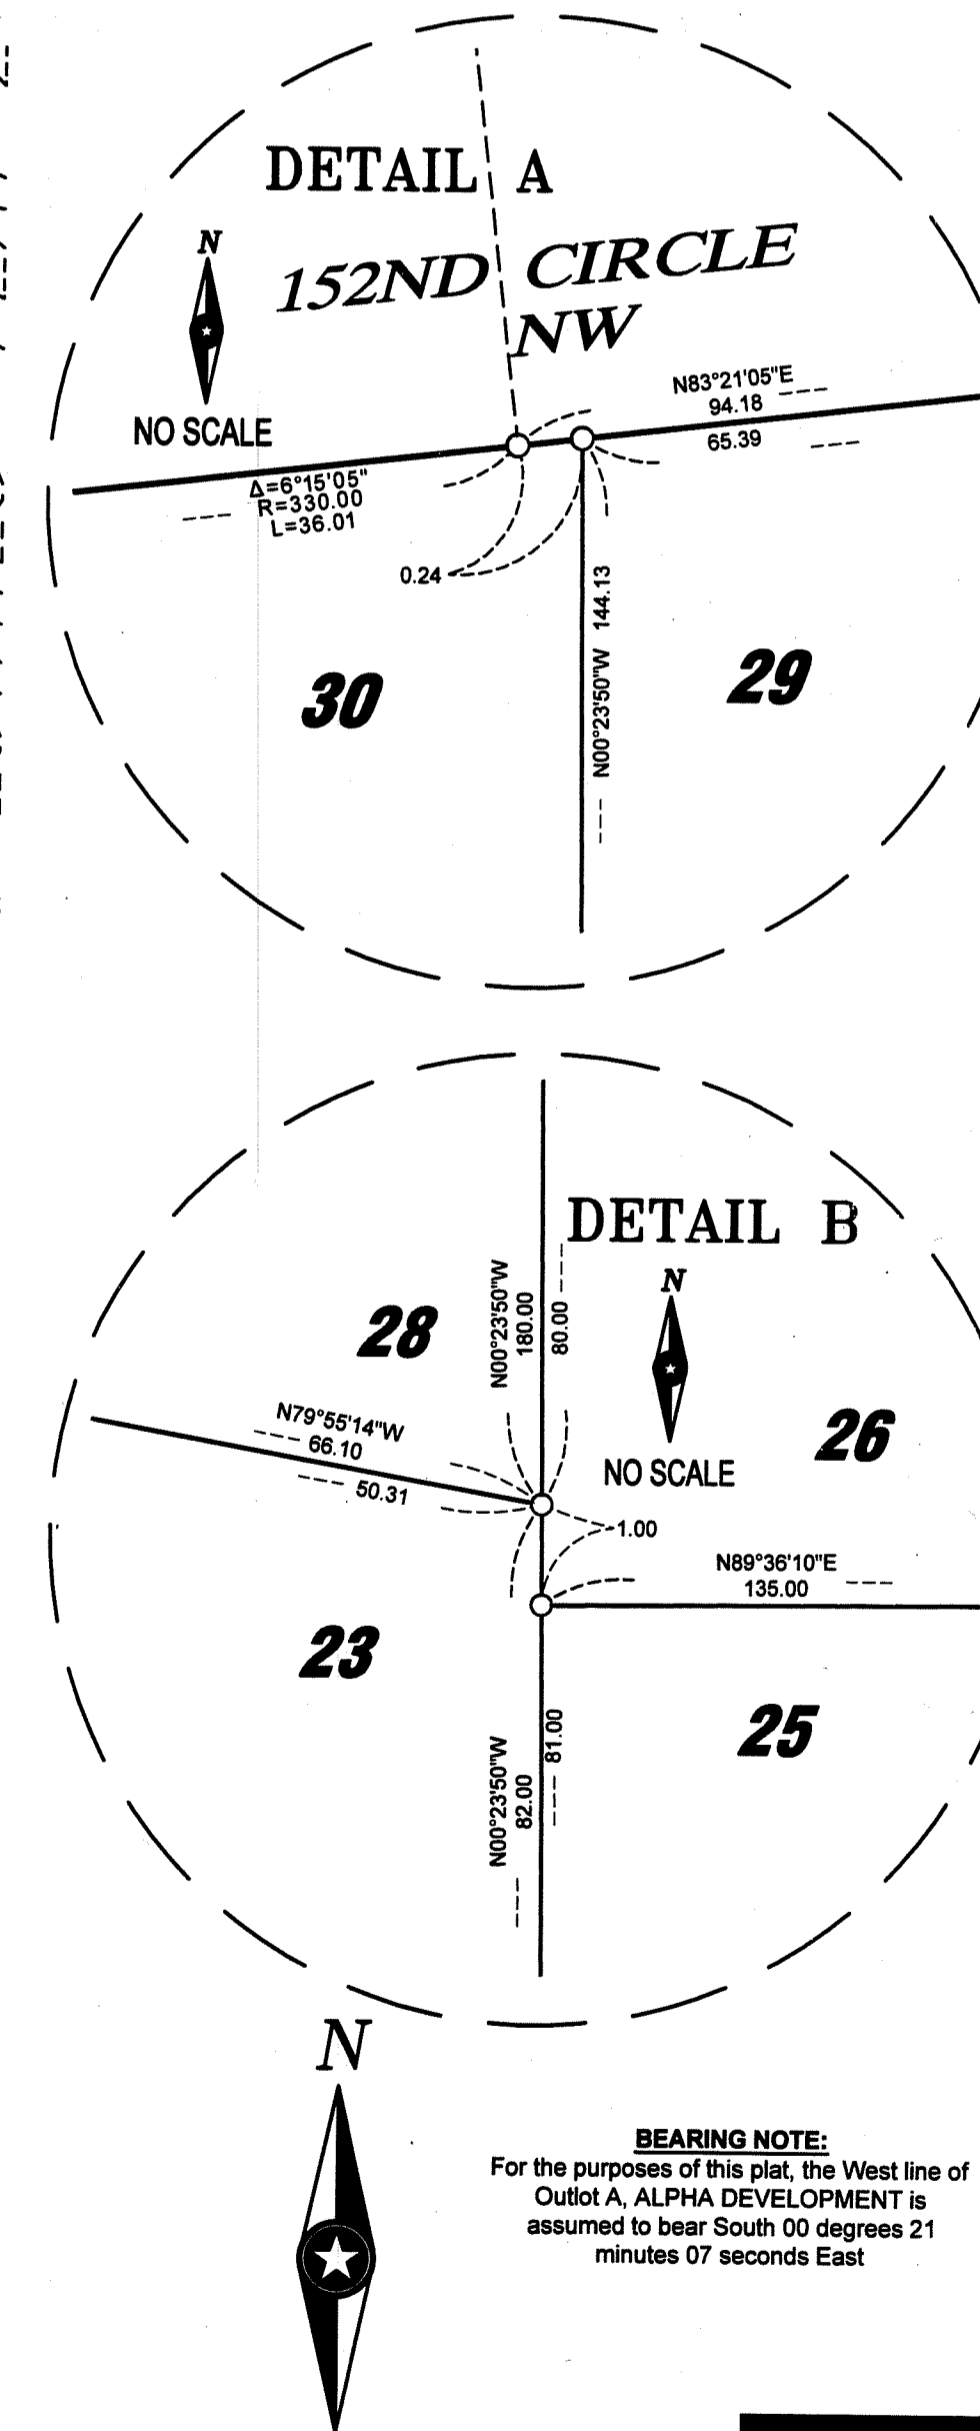 DETAIL A
N
152ND CIRCLE
NW
NO SCALE
N83°21'05"E
94.18
65.39
Δ=6°15'05"
R=330.00
L=36.01
0.24
N00°23'50"W 144.13
30
29
DETAIL B
N
NO SCALE
N00°23'50"W
180.00
80.00
28
26
N79°55'14"W
66.10
50.31
1.00
N89°36'10"E
135.00
23
25
N00°23'50"W
82.00
81.00
N
BEARING NOTE:
For the purposes of this plat, the West line of
Outlot A, ALPHA DEVELOPMENT is
assumed to bear South 00 degrees 21
minutes 07 seconds East